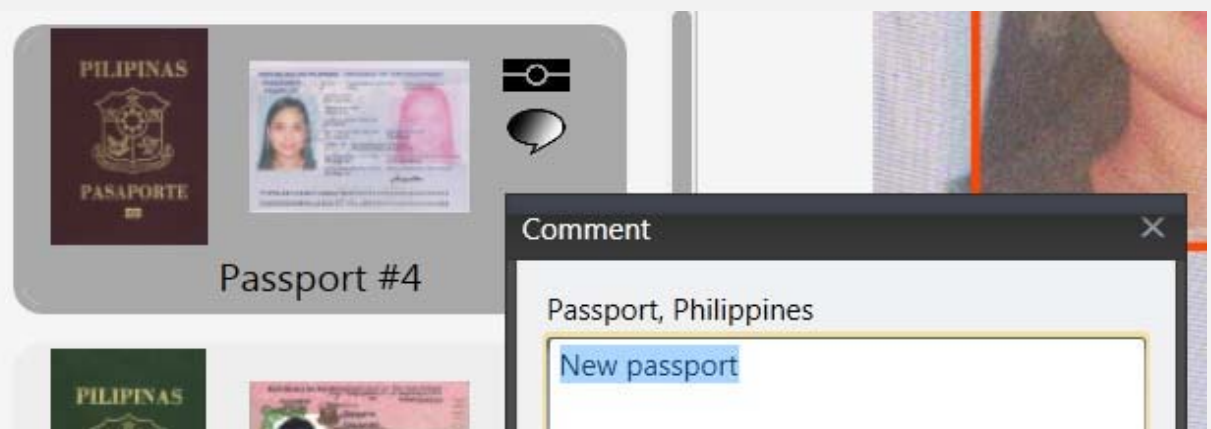 PILIPINAS
PASAPORTE
Passport #4
Comment
Passport, Philippines
New passport
PILIPINAS